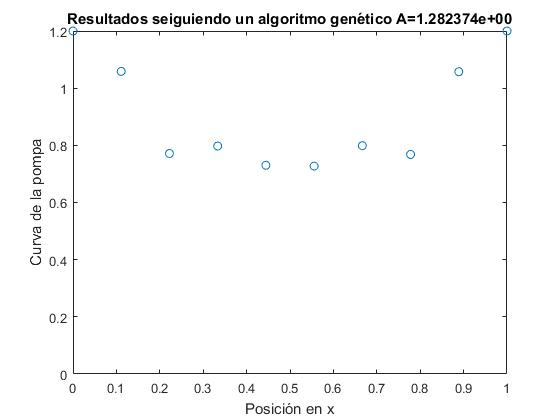 Resultados seiguiendo un algoritmo genético A=1.282374e+00
1.2
1
0.8
0.6
0.4
0.2
0
Curva de la pompa
0 0.1 0.2 0.3 0.4 0.5 0.6 0.7 0.8 0.9 1
Posición en x